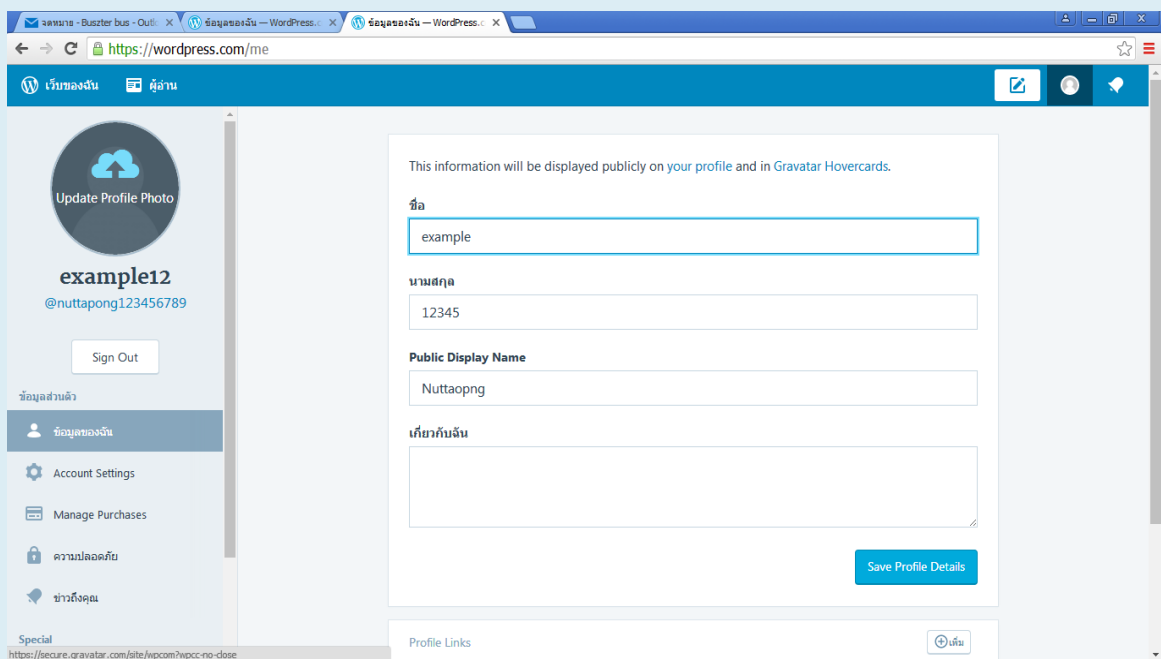 จดหมาย - Buszter bus - Outlo
ข้อมูลของฉัน — WordPress.c
ข้อมูลของฉัน — WordPress.c
https://wordpress.com/me
เว็บของฉัน
ผู้อ่าน
Update Profile Photo
example12
@nuttapong123456789
Sign Out
ข้อมูลส่วนตัว
ข้อมูลของฉัน
Account Settings
Manage Purchases
ความปลอดภัย
ข่าวถึงคุณ
Special
https://secure.gravatar.com/site/wpcom?wpcc-no-close
This information will be displayed publicly on your profile and in Gravatar Hovercards.
ชื่อ
example
นามสกุล
12345
Public Display Name
Nuttaopng
เกี่ยวกับฉัน
Save Profile Details
Profile Links
เพิ่ม